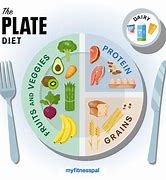 The
PLATE
DIET
DAIRY
FRUITS AND VEGGIES
PROTEIN
GRAINS
myfitnesspal